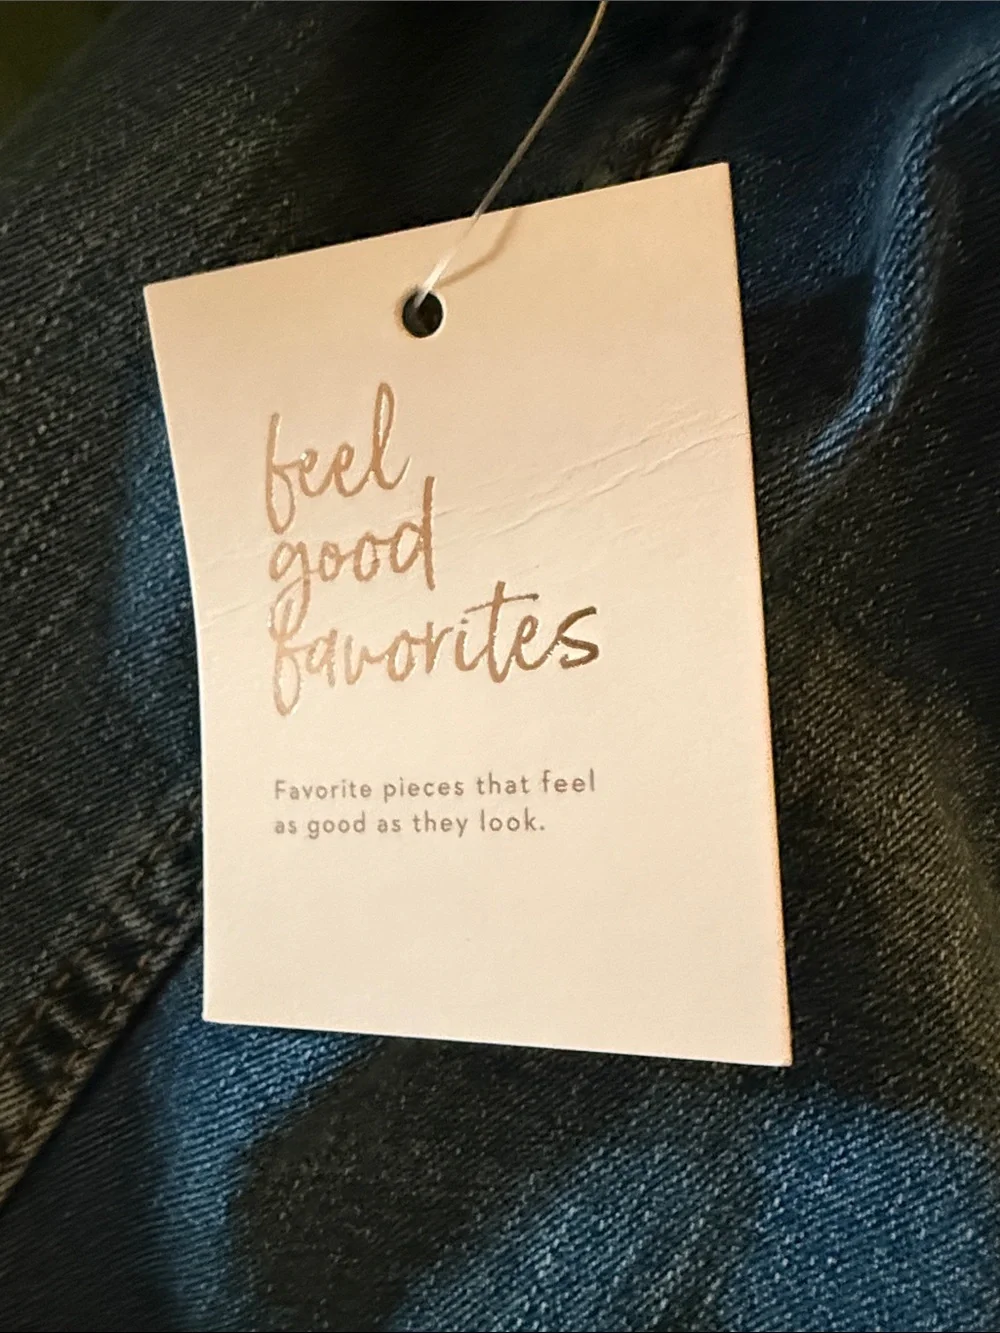 feel
good
favorites
Favorite pieces that feel
as good as they look.